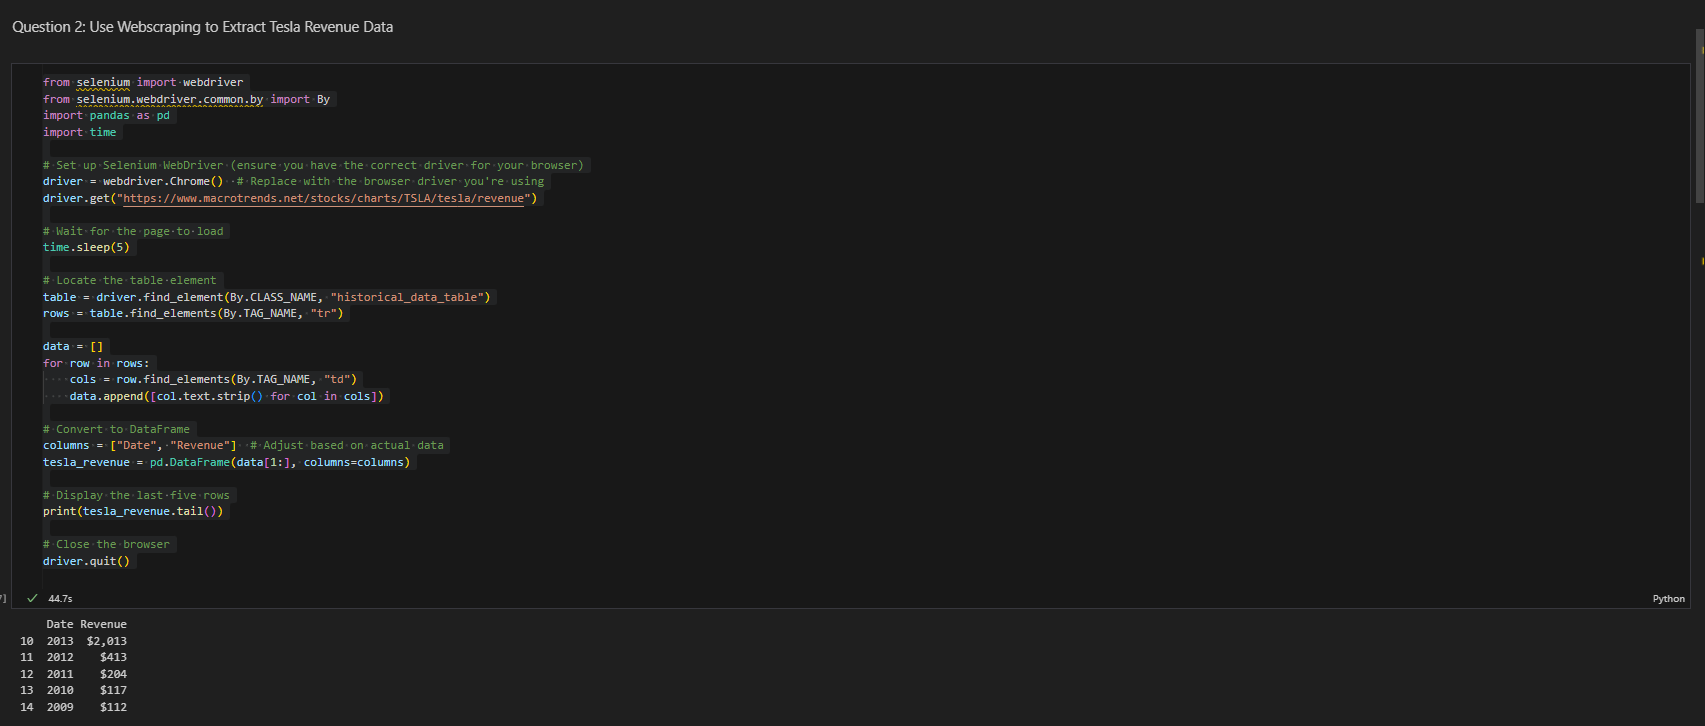 Question 2: Use Webscraping to Extract Tesla Revenue Data
from selenium import webdriver
from selenium.webdriver.common.by import By
import pandas as pd
import time
# Set up Selenium WebDriver (ensure you have the correct driver for your browser)
driver = webdriver.Chrome()  # Replace with the browser driver you're using
driver.get("https://www.macrotrends.net/stocks/charts/TSLA/tesla/revenue")
# Wait for the page to load
time.sleep(5)
# Locate the table element
table = driver.find_element(By.CLASS_NAME, "historical_data_table")
rows = table.find_elements(By.TAG_NAME, "tr")
data = []
for row in rows:
    cols = row.find_elements(By.TAG_NAME, "td")
    data.append([col.text.strip() for col in cols])
# Convert to DataFrame
columns = ["Date", "Revenue"]  # Adjust based on actual data
tesla_revenue = pd.DataFrame(data[1:], columns=columns)
# Display the last five rows
print(tesla_revenue.tail())
# Close the browser
driver.quit()
7] 44.7s Python
Date Revenue
10 2013 $2,013
11 2012 $413
12 2011 $204
13 2010 $117
14 2009 $112